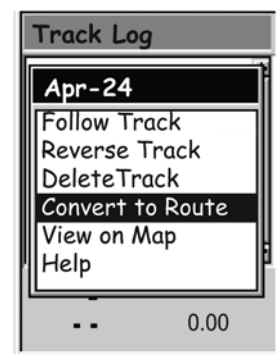 Track Log
Apr-24
Follow Track
Reverse Track
DeleteTrack
Convert to Route
View on Map
Help
-- 0.00